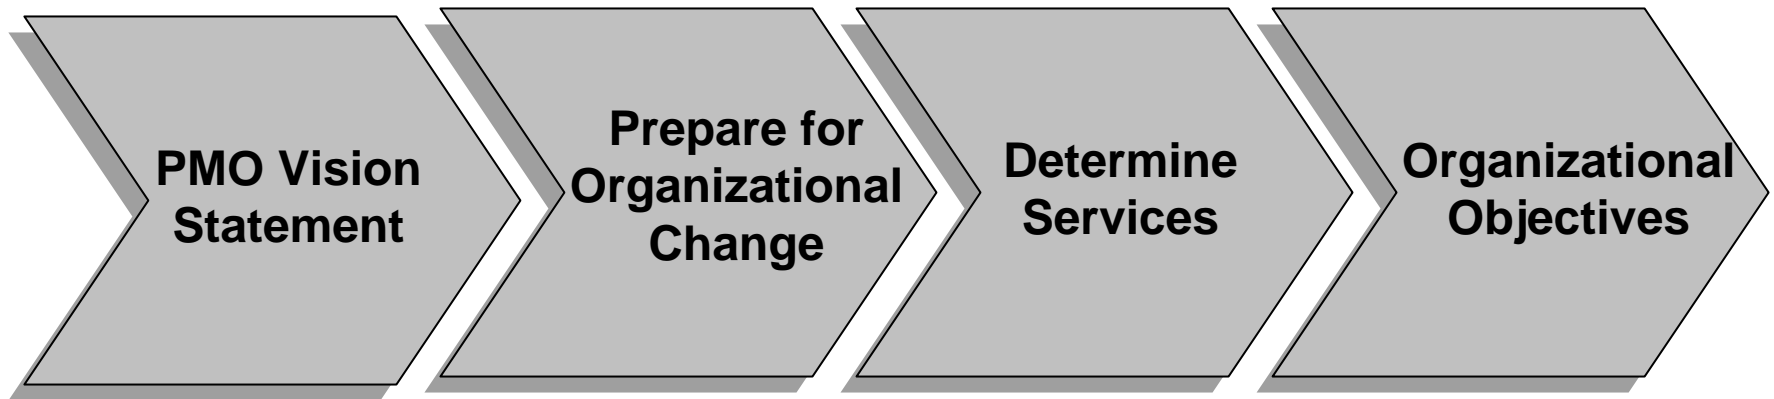 PMO Vision
Statement
Prepare for
Organizational
Change
Determine
Services
Organizational
Objectives